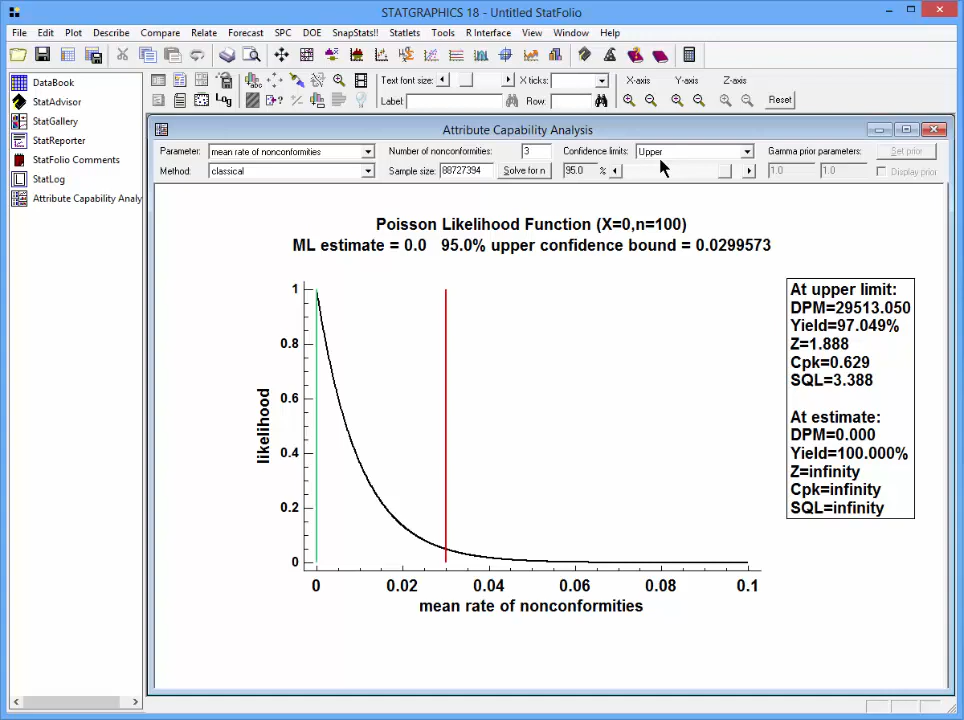 STATGRAPHICS 18 - Untitled StatFolio
File Edit Plot Describe Compare Relate Forecast SPC DOE SnapStats!! Statlets Tools R Interface View Window Help
Text font size: X ticks: X-axis Y-axis Z-axis
Log Label: Row: Reset
DataBook
StatAdvisor
StatGallery
StatReporter
StatFolio Comments
StatLog
Attribute Capability Analy
Attribute Capability Analysis
Parameter: mean rate of nonconformities Number of nonconformities: 3 Confidence limits: Upper Gamma prior parameters: Set prior
Method: classical Sample size: 88727394 Solve for n 95.0 % 1.0 1.0 Display prior
Poisson Likelihood Function (X=0,n=100)
ML estimate = 0.0 95.0% upper confidence bound = 0.0299573
likelihood
1
0.8
0.6
0.4
0.2
0
0 0.02 0.04 0.06 0.08 0.1
mean rate of nonconformities
At upper limit:
DPM=29513.050
Yield=97.049%
Z=1.888
Cpk=0.629
SQL=3.388
At estimate:
DPM=0.000
Yield=100.000%
Z=infinity
Cpk=infinity
SQL=infinity